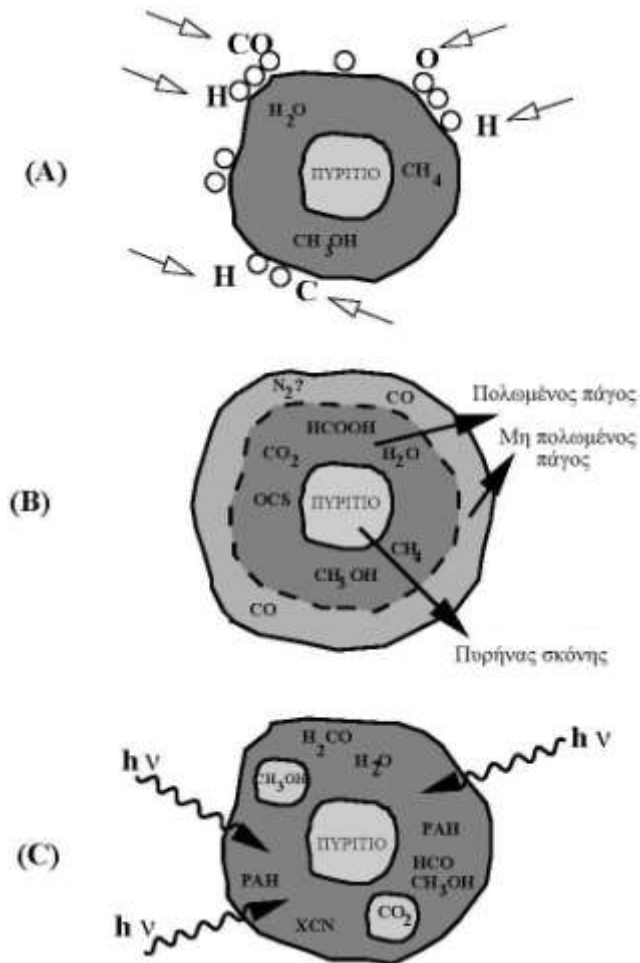 CO
O
H
H
H₂O
(A)
ΠΥΡΙΤΙΟ
CH₄
CH₃OH
H
C
N₂?
CO
Πολωμένος πάγος
HCOOH
Μη πολωμένος
πάγος
CO₂
H₂O
(B)
OCS
ΠΥΡΙΤΙΟ
CH₄
CH₃OH
CO
Πυρήνας σκόνης
H₂CO
h ν
H₂O
h ν
CH₃OH
PAH
ΠΥΡΙΤΙΟ
(C)
HCO
PAH
CH₃OH
CO₂
XCN
h ν